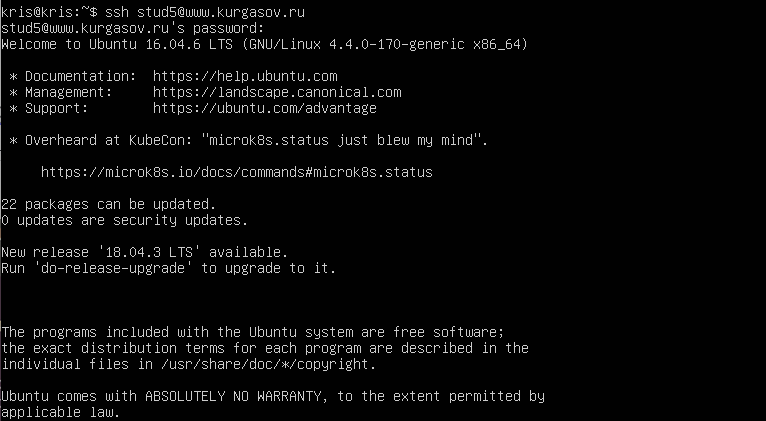 kris@kris:~$ ssh stud5@www.kurgasov.ru
stud5@www.kurgasov.ru's password:
Welcome to Ubuntu 16.04.6 LTS (GNU/Linux 4.4.0-170-generic x86_64)
* Documentation:  https://help.ubuntu.com
* Management:     https://landscape.canonical.com
* Support:        https://ubuntu.com/advantage
* Overheard at KubeCon: "microk8s.status just blew my mind".
https://microk8s.io/docs/commands#microk8s.status
22 packages can be updated.
0 updates are security updates.
New release '18.04.3 LTS' available.
Run 'do-release-upgrade' to upgrade to it.
The programs included with the Ubuntu system are free software;
the exact distribution terms for each program are described in the
individual files in /usr/share/doc/*/copyright.
Ubuntu comes with ABSOLUTELY NO WARRANTY, to the extent permitted by
applicable law.